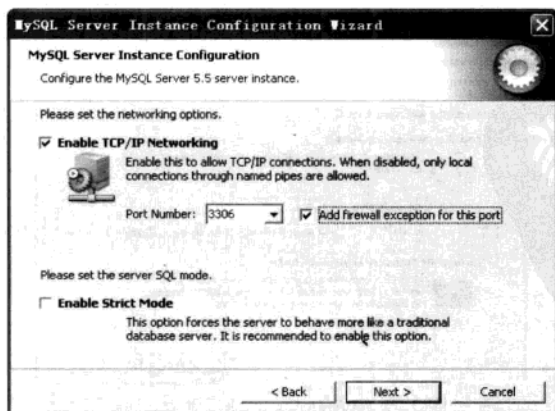 MySQL Server Instance Configuration Wizard
MySQL Server Instance Configuration
Configure the MySQL Server 5.5 server instance.
Please set the networking options.
Enable TCP/IP Networking
Enable this to allow TCP/IP connections. When disabled, only local
connections through named pipes are allowed.
Port Number: 3306 Add firewall exception for this port
Please set the server SQL mode.
Enable Strict Mode
This option forces the server to behave more like a traditional
database server. It is recommended to enable this option.
< Back Next > Cancel